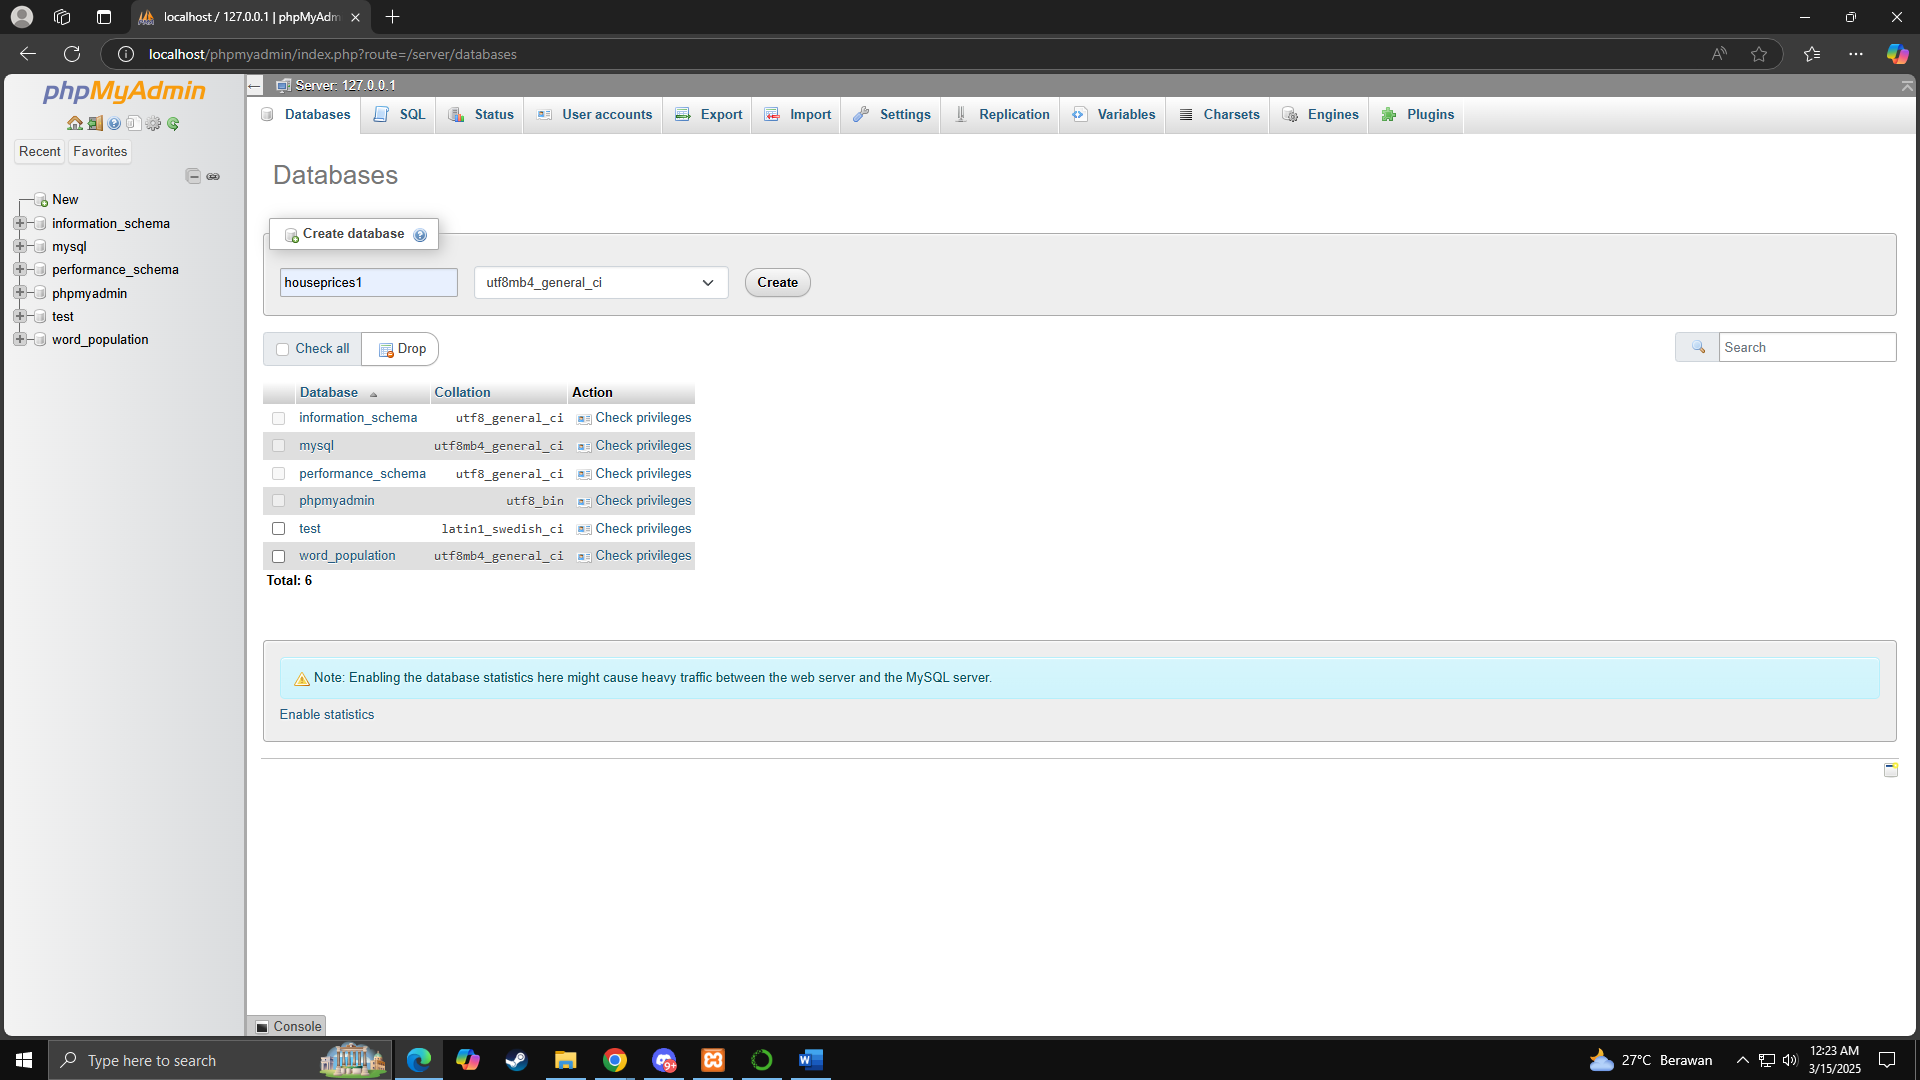 localhost / 127.0.0.1 | phpMyAdm
localhost/phpmyadmin/index.php?route=/server/databases
phpMyAdmin
Recent
Favorites
New
information_schema
mysql
performance_schema
phpmyadmin
test
word_population
Server: 127.0.0.1
Databases
SQL
Status
User accounts
Export
Import
Settings
Replication
Variables
Charsets
Engines
Plugins
Databases
Create database
houseprices1
utf8mb4_general_ci
Create
Check all
Drop
Search
Database Collation Action
information_schema utf8_general_ci Check privileges
mysql utf8mb4_general_ci Check privileges
performance_schema utf8_general_ci Check privileges
phpmyadmin utf8_bin Check privileges
test latin1_swedish_ci Check privileges
word_population utf8mb4_general_ci Check privileges
Total: 6
Note: Enabling the database statistics here might cause heavy traffic between the web server and the MySQL server.
Enable statistics
Console
Type here to search
9+
27°C Berawan
12:23 AM
3/15/2025